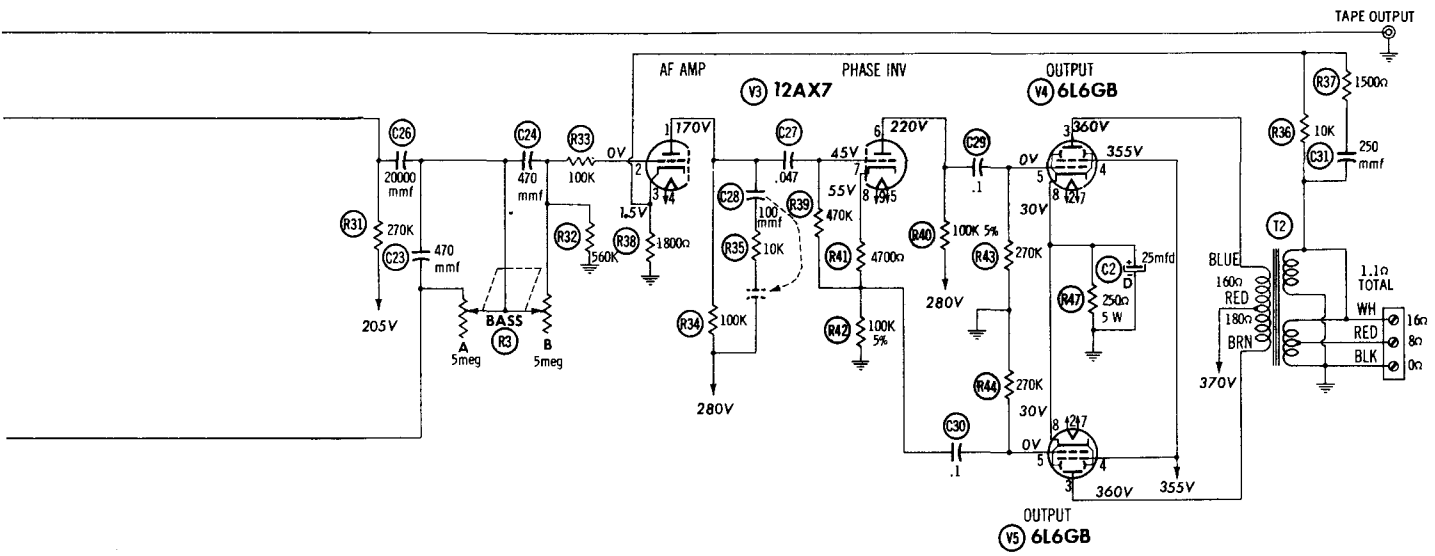 TAPE OUTPUT
AF AMP
PHASE INV
OUTPUT
V3 12AX7
V4 6L6GB
R37 1500Ω
R36 10K
C31 250 mmf
C26 20000 mmf
C24 470 mmf
R33 100K
0V
2
1
170V
3
4
1.5V
C27 .047
45V
6
220V
7
55V
8
9
5
C29 .1
0V
3
360V
355V
5
4
8
2
7
30V
R31 270K
C23 470 mmf
R32 560K
R38 1800Ω
C28 100 mmf
R35 10K
R39 470K
R41 4700Ω
R40 100K 5%
R43 270K
C2 25mfd
+
D
R47 250Ω 5 W
T2
BLUE
160Ω
RED
180Ω
BRN
1.1Ω TOTAL
WH 16Ω
RED 8Ω
BLK 0Ω
205V
A 5meg
BASS
R3
B 5meg
R34 100K
R42 100K 5%
280V
280V
370V
R44 270K
30V
C30 .1
0V
8
2
7
5
4
3
360V
355V
OUTPUT
V5 6L6GB